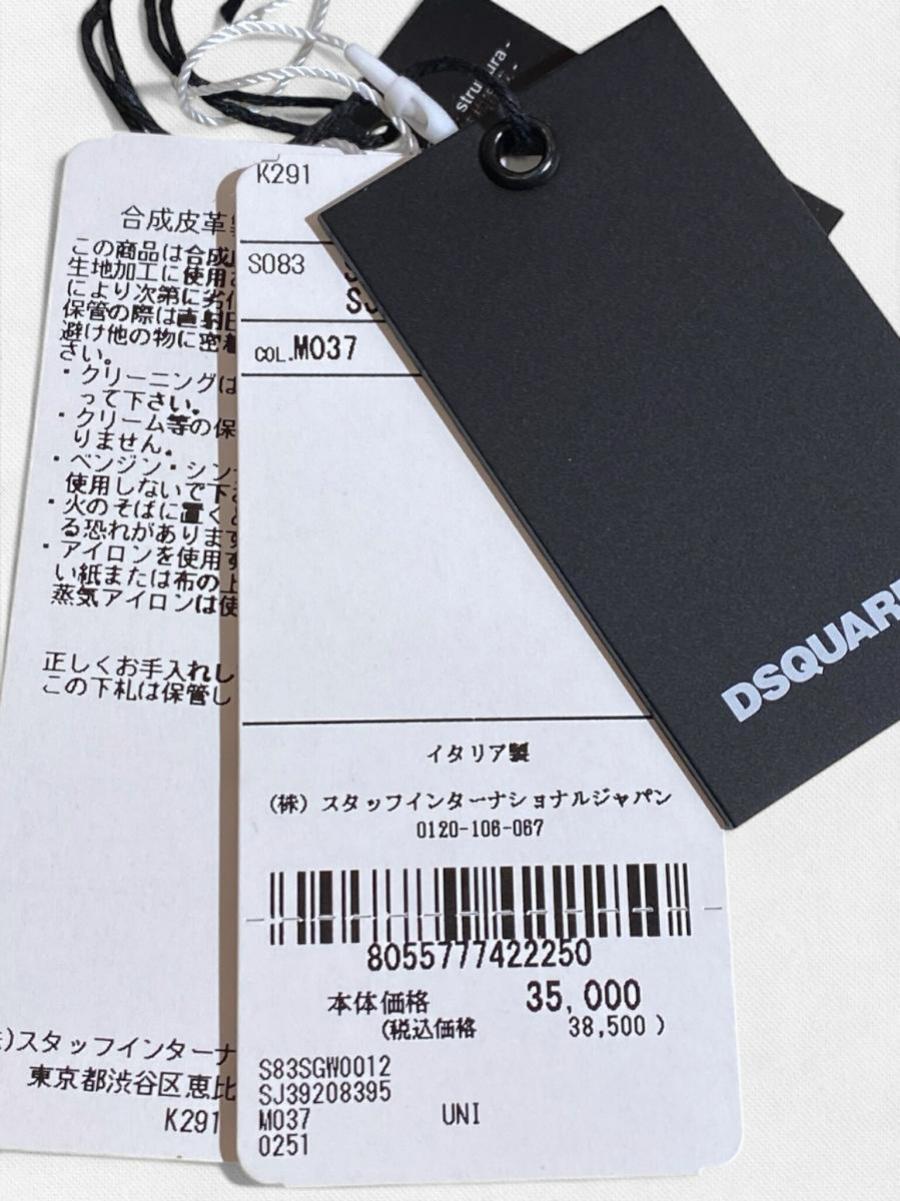 合成皮革
この商品は合成
生地加工に使用
により次第に劣化
保管の際は直射日
避け他の物に密着
さい。
・クリーニングは
って下さい。
・クリーム等の保
りません。
・ベンジン・シン
使用しないで下
・火のそばに置くと
る恐れがあります
・アイロンを使用す
い紙または布の上
蒸気アイロンは使
正しくお手入れし
この下札は保管し
)スタッフインターナ
東京都渋谷区恵比
K291
K291
S083
SJ
COL.M037
イタリア製
(株) スタッフインターナショナルジャパン
0120-106-067
8055777422250
本体価格 35,000
(税込価格 38,500 )
S83SGW0012
SJ39208395
M037 UNI
0251
DSQUAR